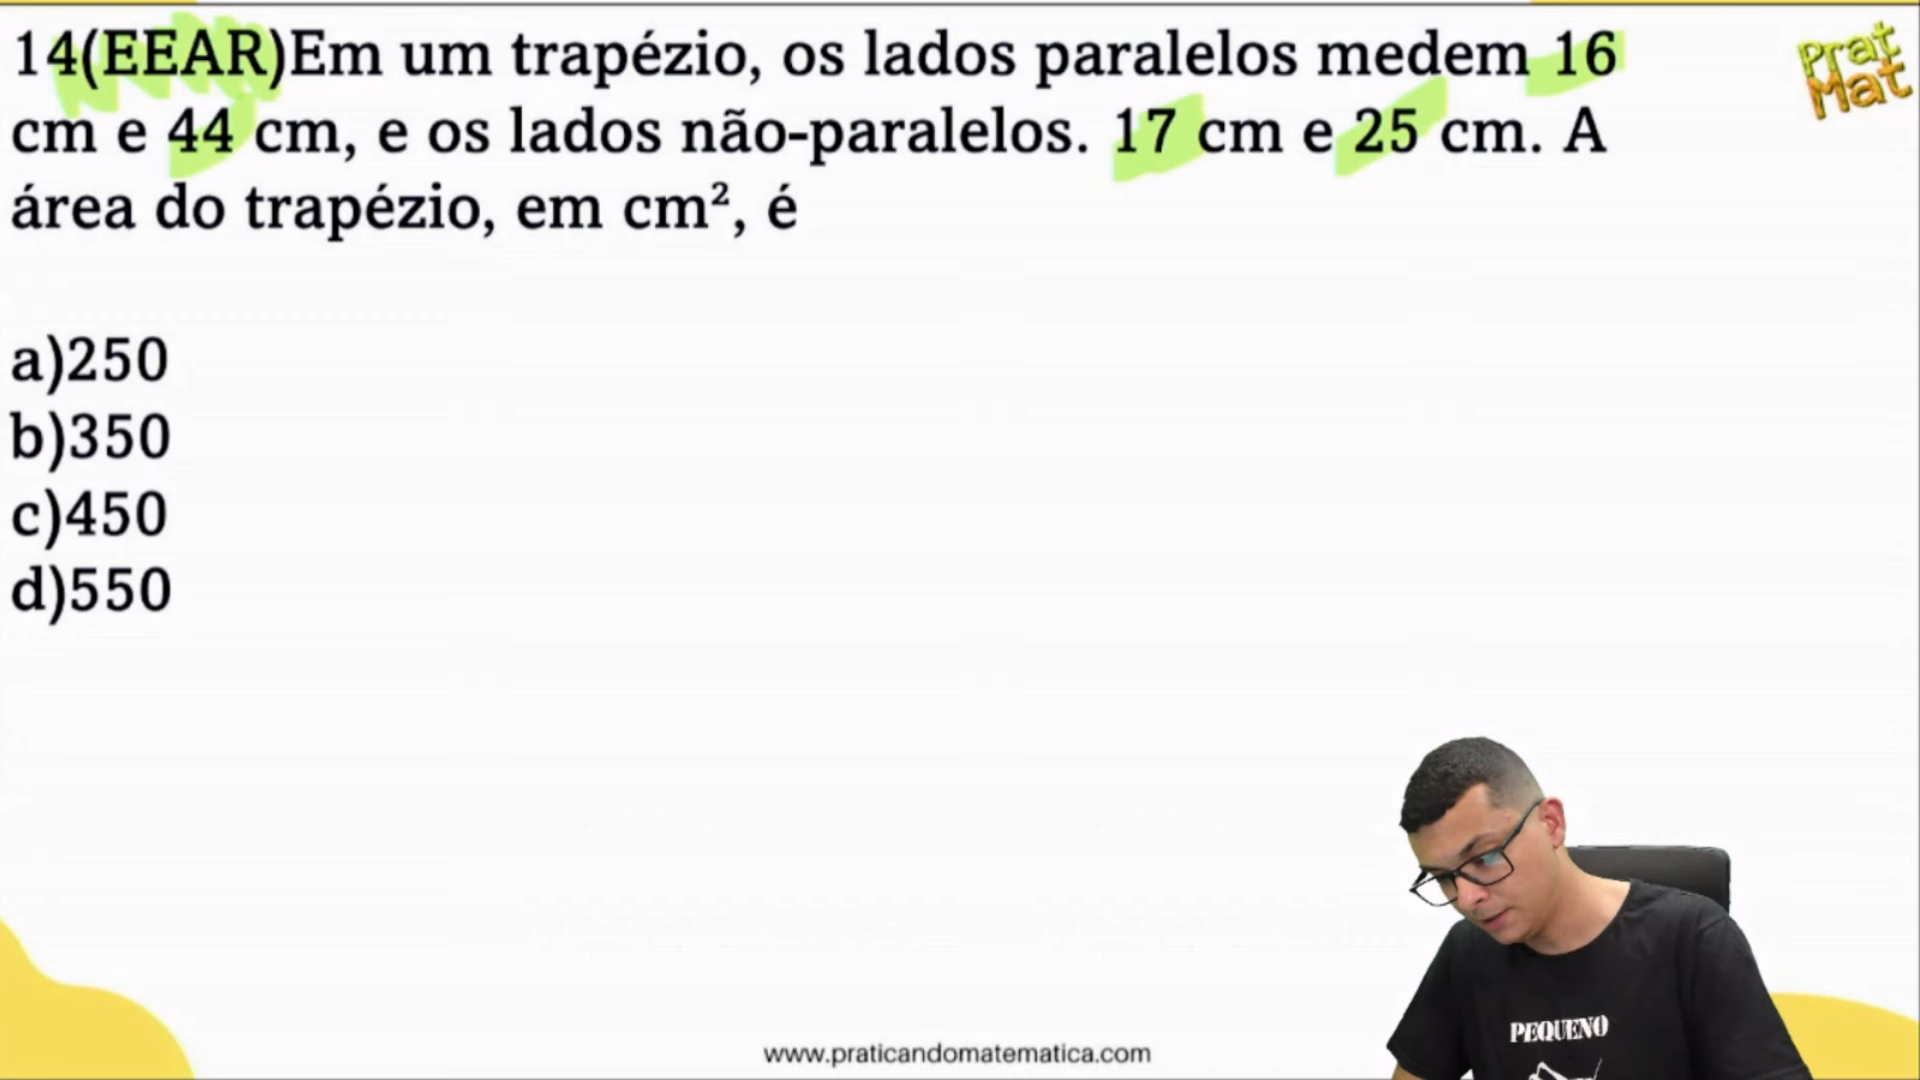 14(EEAR)Em um trapézio, os lados paralelos medem 16
cm e 44 cm, e os lados não-paralelos. 17 cm e 25 cm. A
área do trapézio, em cm², é
a)250
b)350
c)450
d)550
Prat
Mat
PEQUENO
www.praticandomatematica.com